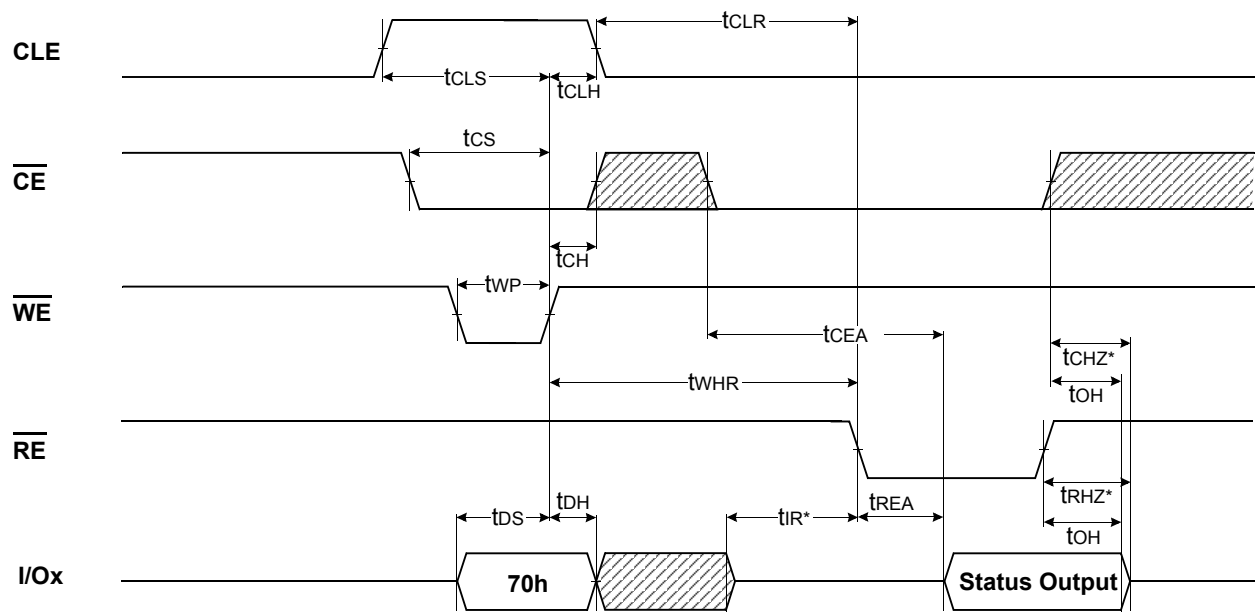 tCLR
CLE
tCLS
tCLH
tCS
CE
tCH
tWP
WE
tCEA
tCHZ*
tWHR
tOH
RE
tDH
tREA
tRHZ*
tDS
tIR*
tOH
I/Ox
70h
Status Output